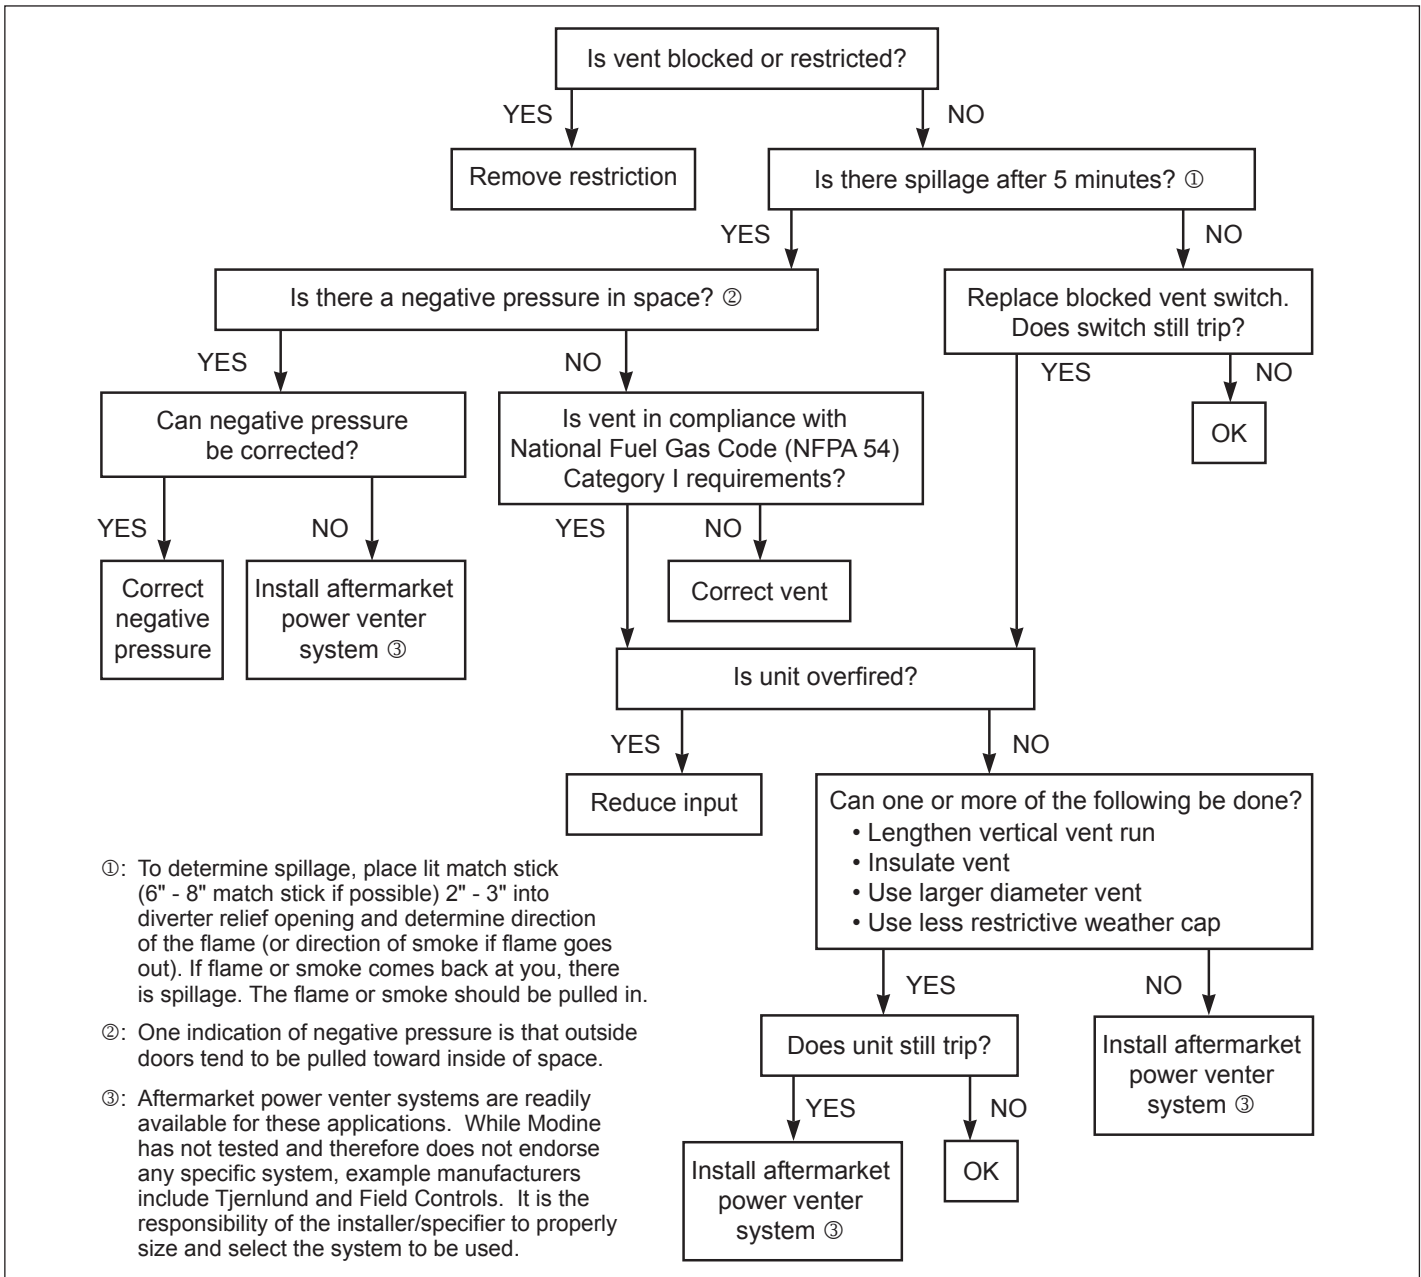 Is vent blocked or restricted?
YES
NO
Remove restriction
Is there spillage after 5 minutes? ①
YES
NO
Is there a negative pressure in space? ②
Replace blocked vent switch.
Does switch still trip?
YES
NO
YES
NO
Can negative pressure
be corrected?
Is vent in compliance with
National Fuel Gas Code (NFPA 54)
Category I requirements?
OK
YES
NO
YES
NO
Correct
negative
pressure
Install aftermarket
power venter
system ③
Correct vent
Is unit overfired?
YES
NO
Reduce input
Can one or more of the following be done?
• Lengthen vertical vent run
• Insulate vent
• Use larger diameter vent
• Use less restrictive weather cap
YES
NO
Does unit still trip?
Install aftermarket
power venter
system ③
YES
NO
Install aftermarket
power venter
system ③
OK
①: To determine spillage, place lit match stick
(6" - 8" match stick if possible) 2" - 3" into
diverter relief opening and determine direction
of the flame (or direction of smoke if flame goes
out). If flame or smoke comes back at you, there
is spillage. The flame or smoke should be pulled in.
②: One indication of negative pressure is that outside
doors tend to be pulled toward inside of space.
③: Aftermarket power venter systems are readily
available for these applications. While Modine
has not tested and therefore does not endorse
any specific system, example manufacturers
include Tjernlund and Field Controls. It is the
responsibility of the installer/specifier to properly
size and select the system to be used.